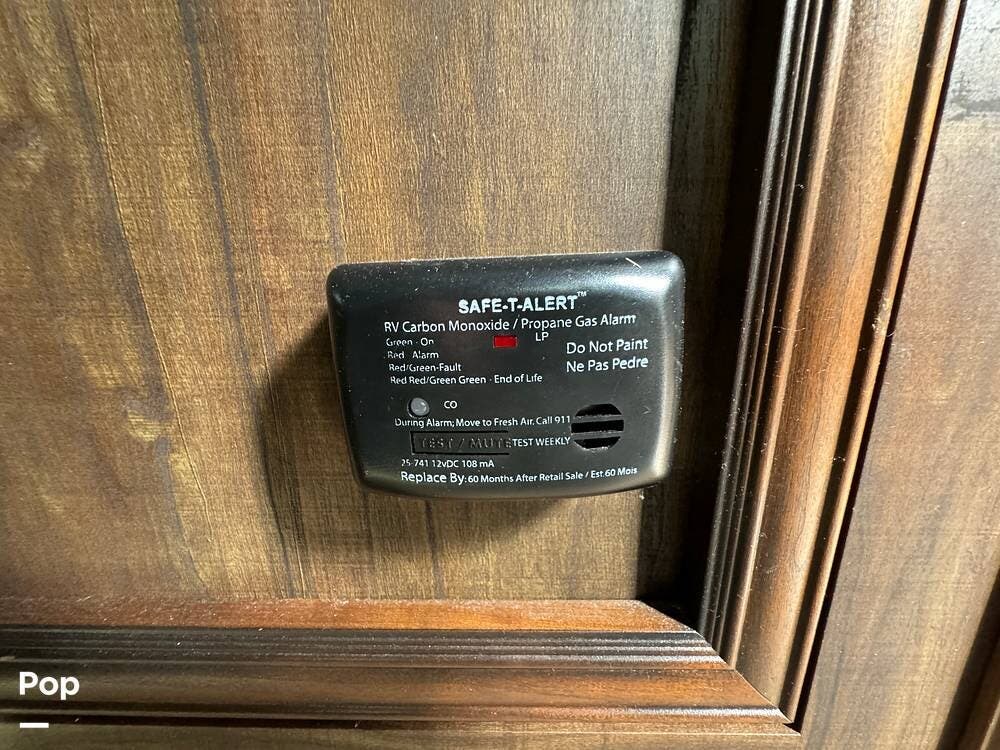 SAFE-T-ALERT™
RV Carbon Monoxide / Propane Gas Alarm
Green - On
LP
Red Alarm
Do Not Paint
Red/Green-Fault
Ne Pas Pedre
Red Red/Green Green - End of Life
CO
During Alarm; Move to Fresh Air. Call 911
TEST / MUTE TEST WEEKLY
25-741 12vDC 108 mA
Replace By: 60 Months After Retail Sale / Est. 60 Mois
Pop